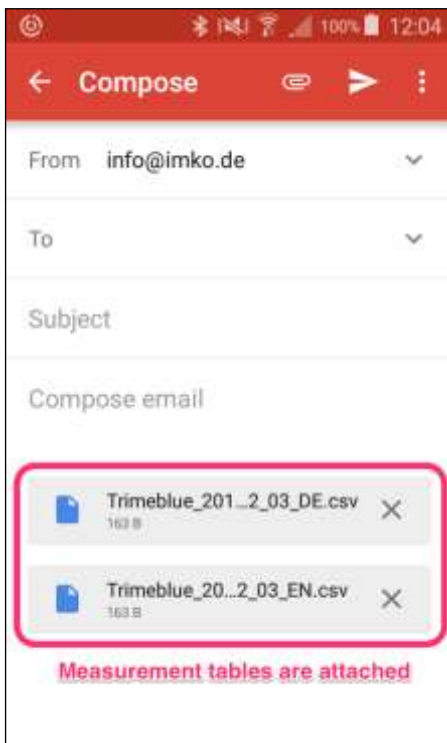 100% 12:04
Compose
From info@imko.de
To
Subject
Compose email
Trimeblue_201...2_03_DE.csv
163 B
Trimeblue_20...2_03_EN.csv
163 B
Measurement tables are attached